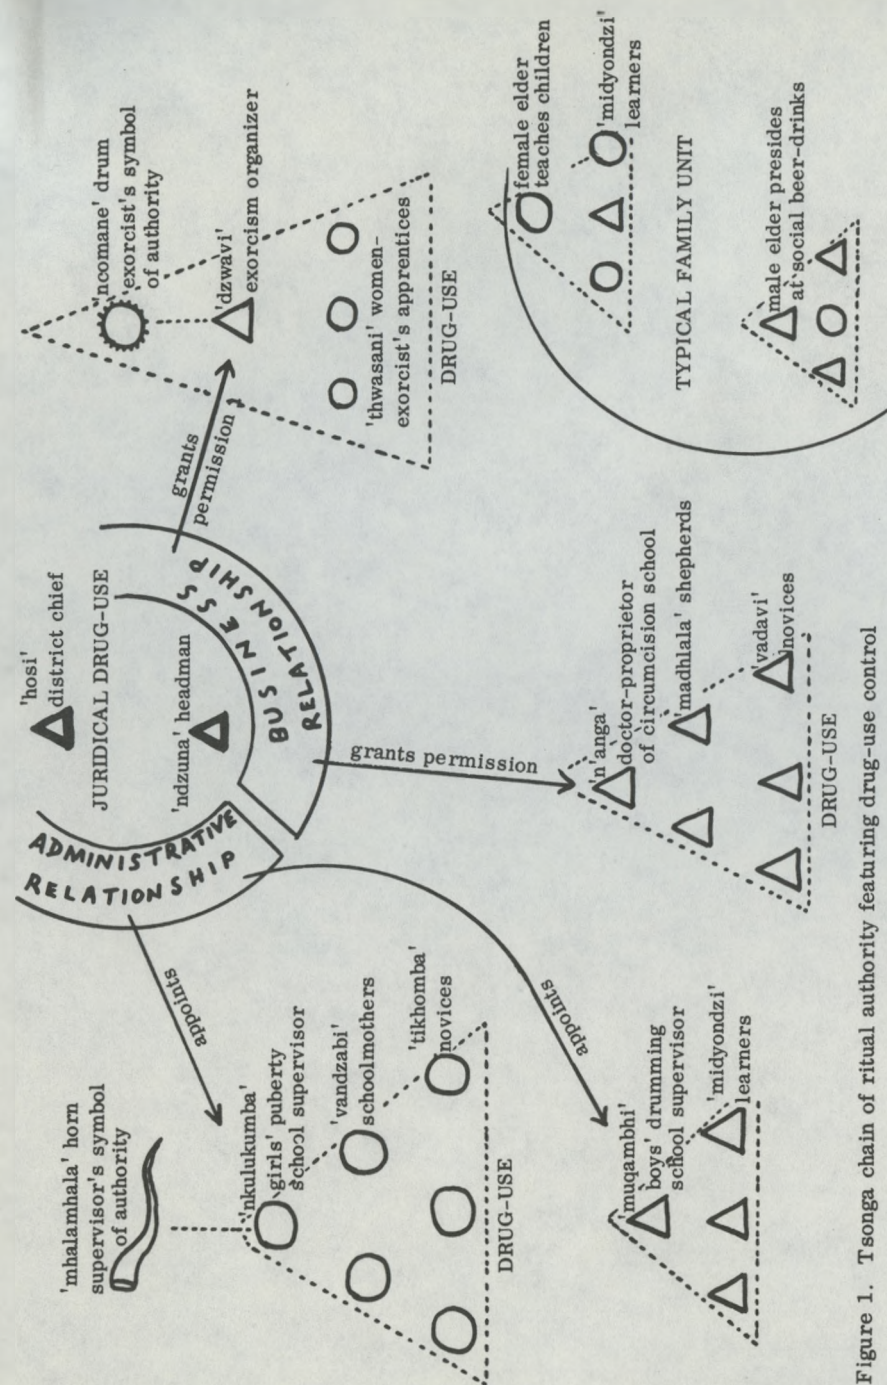 'hosi'
district chief
JURIDICAL DRUG-USE
'ndzuna' headman
ADMINISTRATIVE
RELATIONSHIP
BUSINESS
RELATIONSHIP
appoints
'mhalamhala' horn
supervisor's symbol
of authority
'nkulukumba'
girls' puberty
school supervisor
'vandzabi'
schoolmothers
'tikhomba'
novices
DRUG-USE
appoints
'muqambhi'
boys' drumming
school supervisor
'midyondzi'
learners
grants permission
'n'anga'
doctor-proprietor
of circumcision school
'madhlala' shepherds
'vadavi'
novices
DRUG-USE
grants
permission
'ncomane' drum
exorcist's symbol
of authority
'dzwavi'
exorcism organizer
'thwasani' women-
exorcist's apprentices
DRUG-USE
female elder
teaches children
'midyondzi'
learners
TYPICAL FAMILY UNIT
male elder presides
at social beer-drinks
Figure 1. Tsonga chain of ritual authority featuring drug-use control